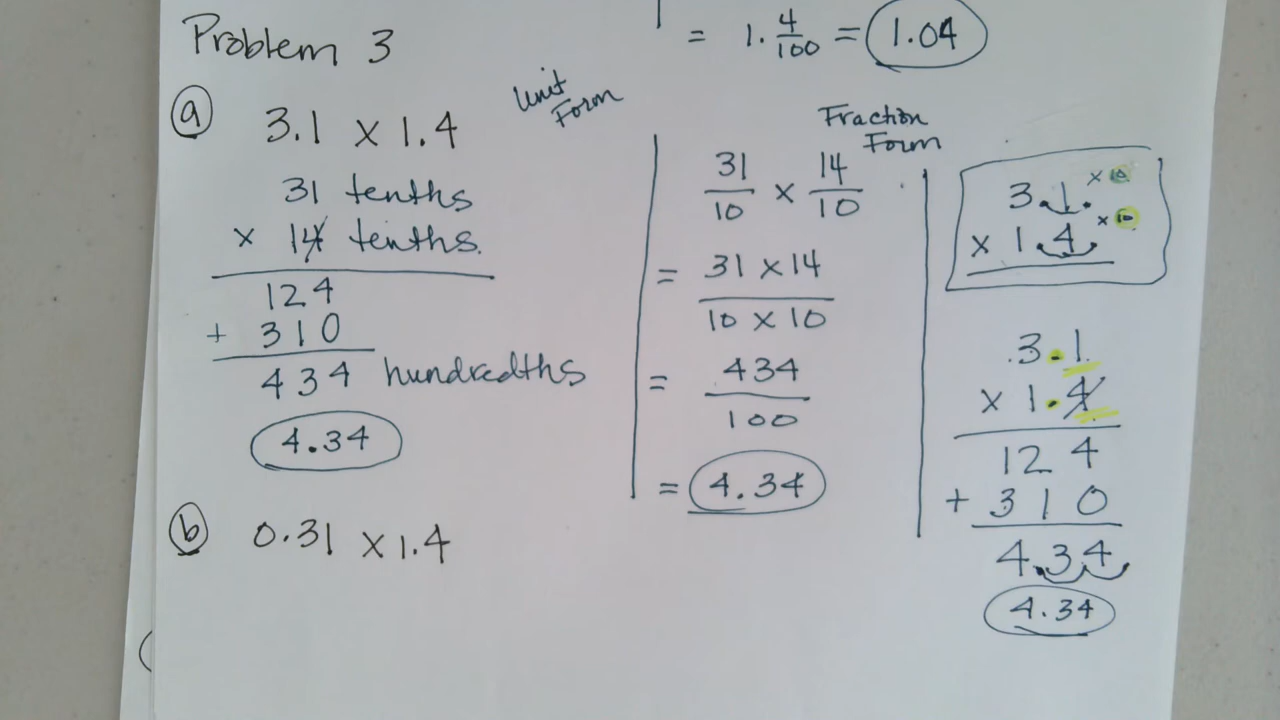 = 1. 4/100 = 1.04
Problem 3
a
3.1 x 1.4
Unit
Form
31 tenths
x 14 tenths.
124
+ 310
434 hundredths
4.34
Fraction
Form
31/10 x 14/10
= 31 x 14 / 10 x 10
= 434/100
= 4.34
3.1. x 10
x 1.4. x 10
.3.1
x 1.4
124
+ 310
4.34
4.34
b
0.31 x 1.4